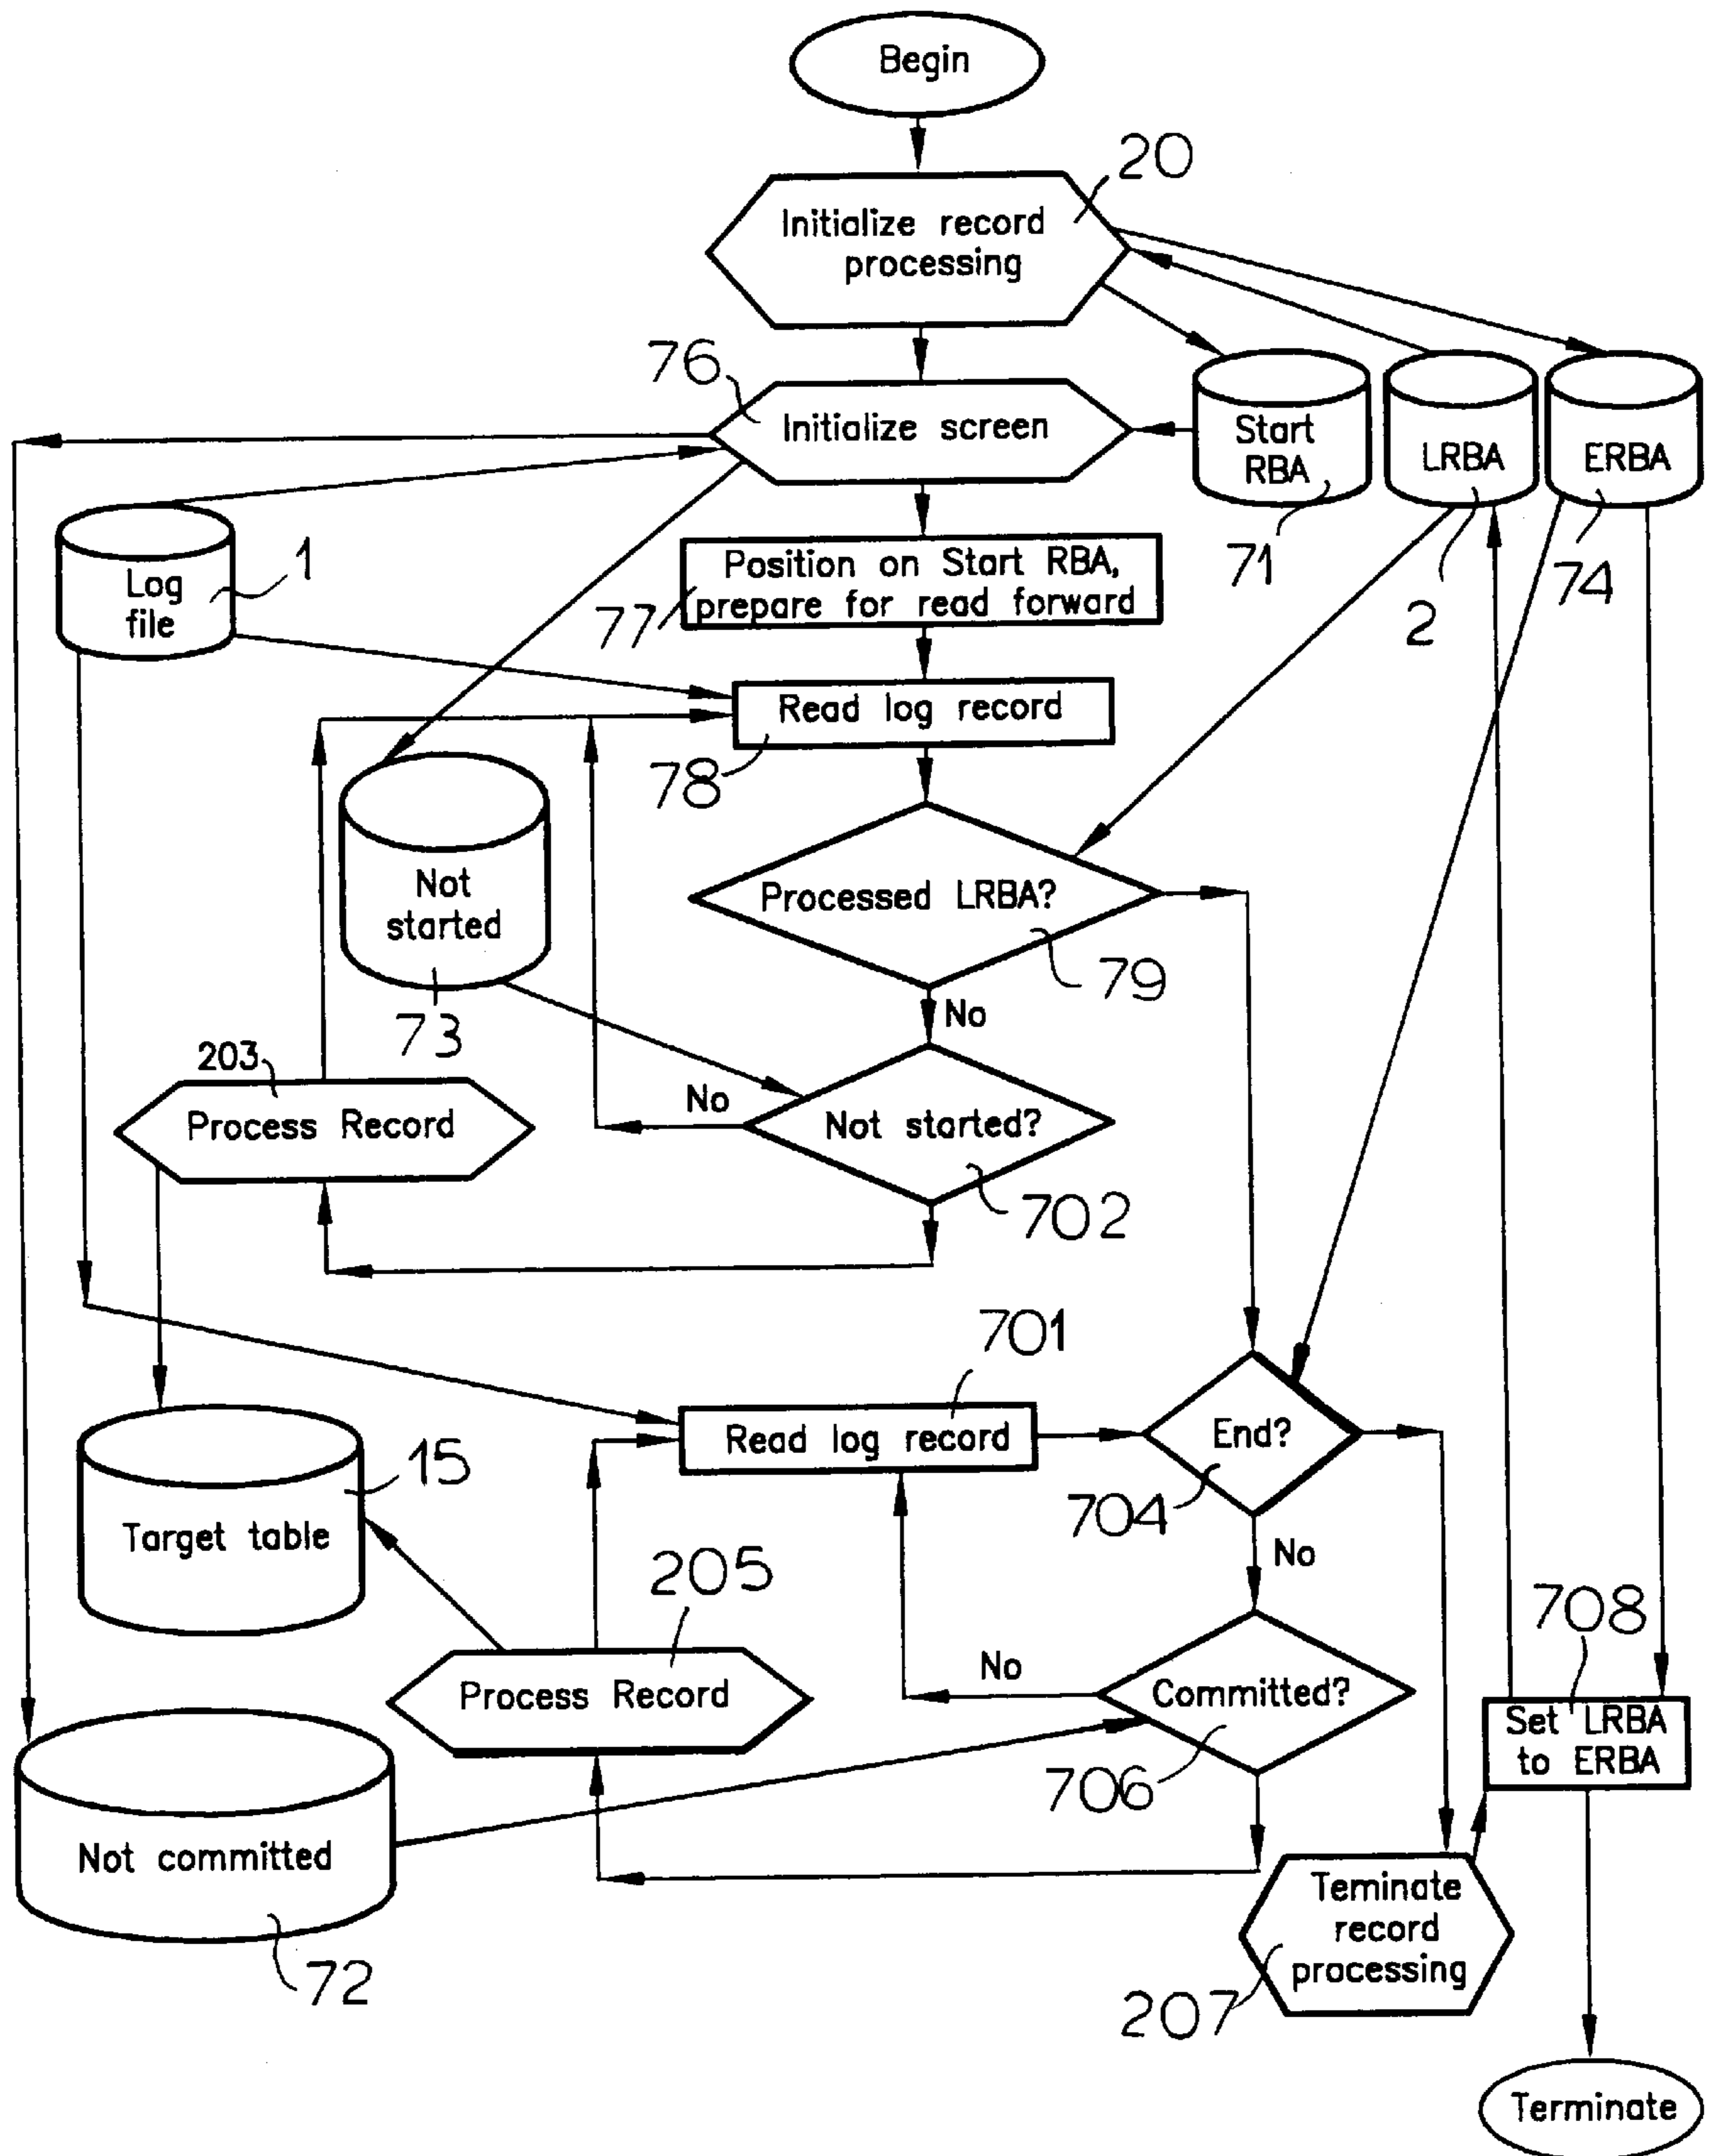 Begin
20
Initialize record
processing
76
Initialize screen
Start
RBA
LRBA
ERBA
71
2
74
Log
file
1
Position on Start RBA,
prepare for read forward
77
Read log record
78
Not
started
73
Processed LRBA?
79
No
203
Process Record
No
Not started?
702
701
Read log record
End?
704
No
15
Target table
205
Process Record
No
Committed?
706
708
Set LRBA
to ERBA
Not committed
72
Teminate
record
processing
207
Terminate